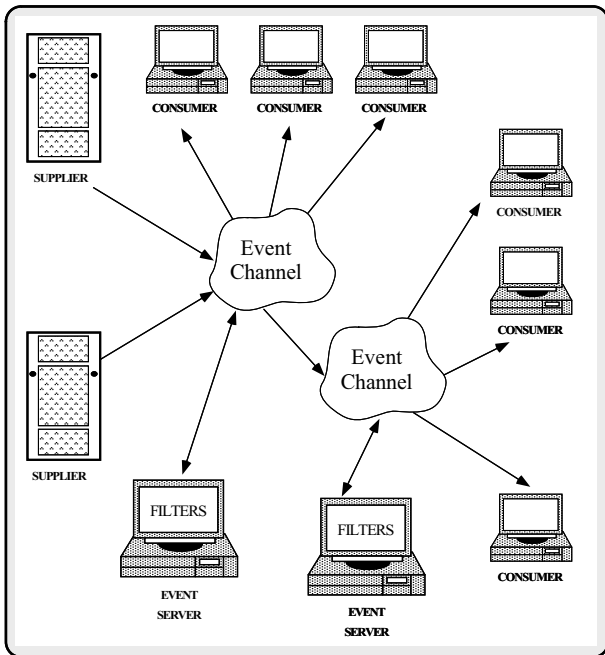 CONSUMER
CONSUMER
CONSUMER
SUPPLIER
CONSUMER
Event
Channel
CONSUMER
Event
Channel
SUPPLIER
FILTERS
EVENT
SERVER
FILTERS
EVENT
SERVER
CONSUMER